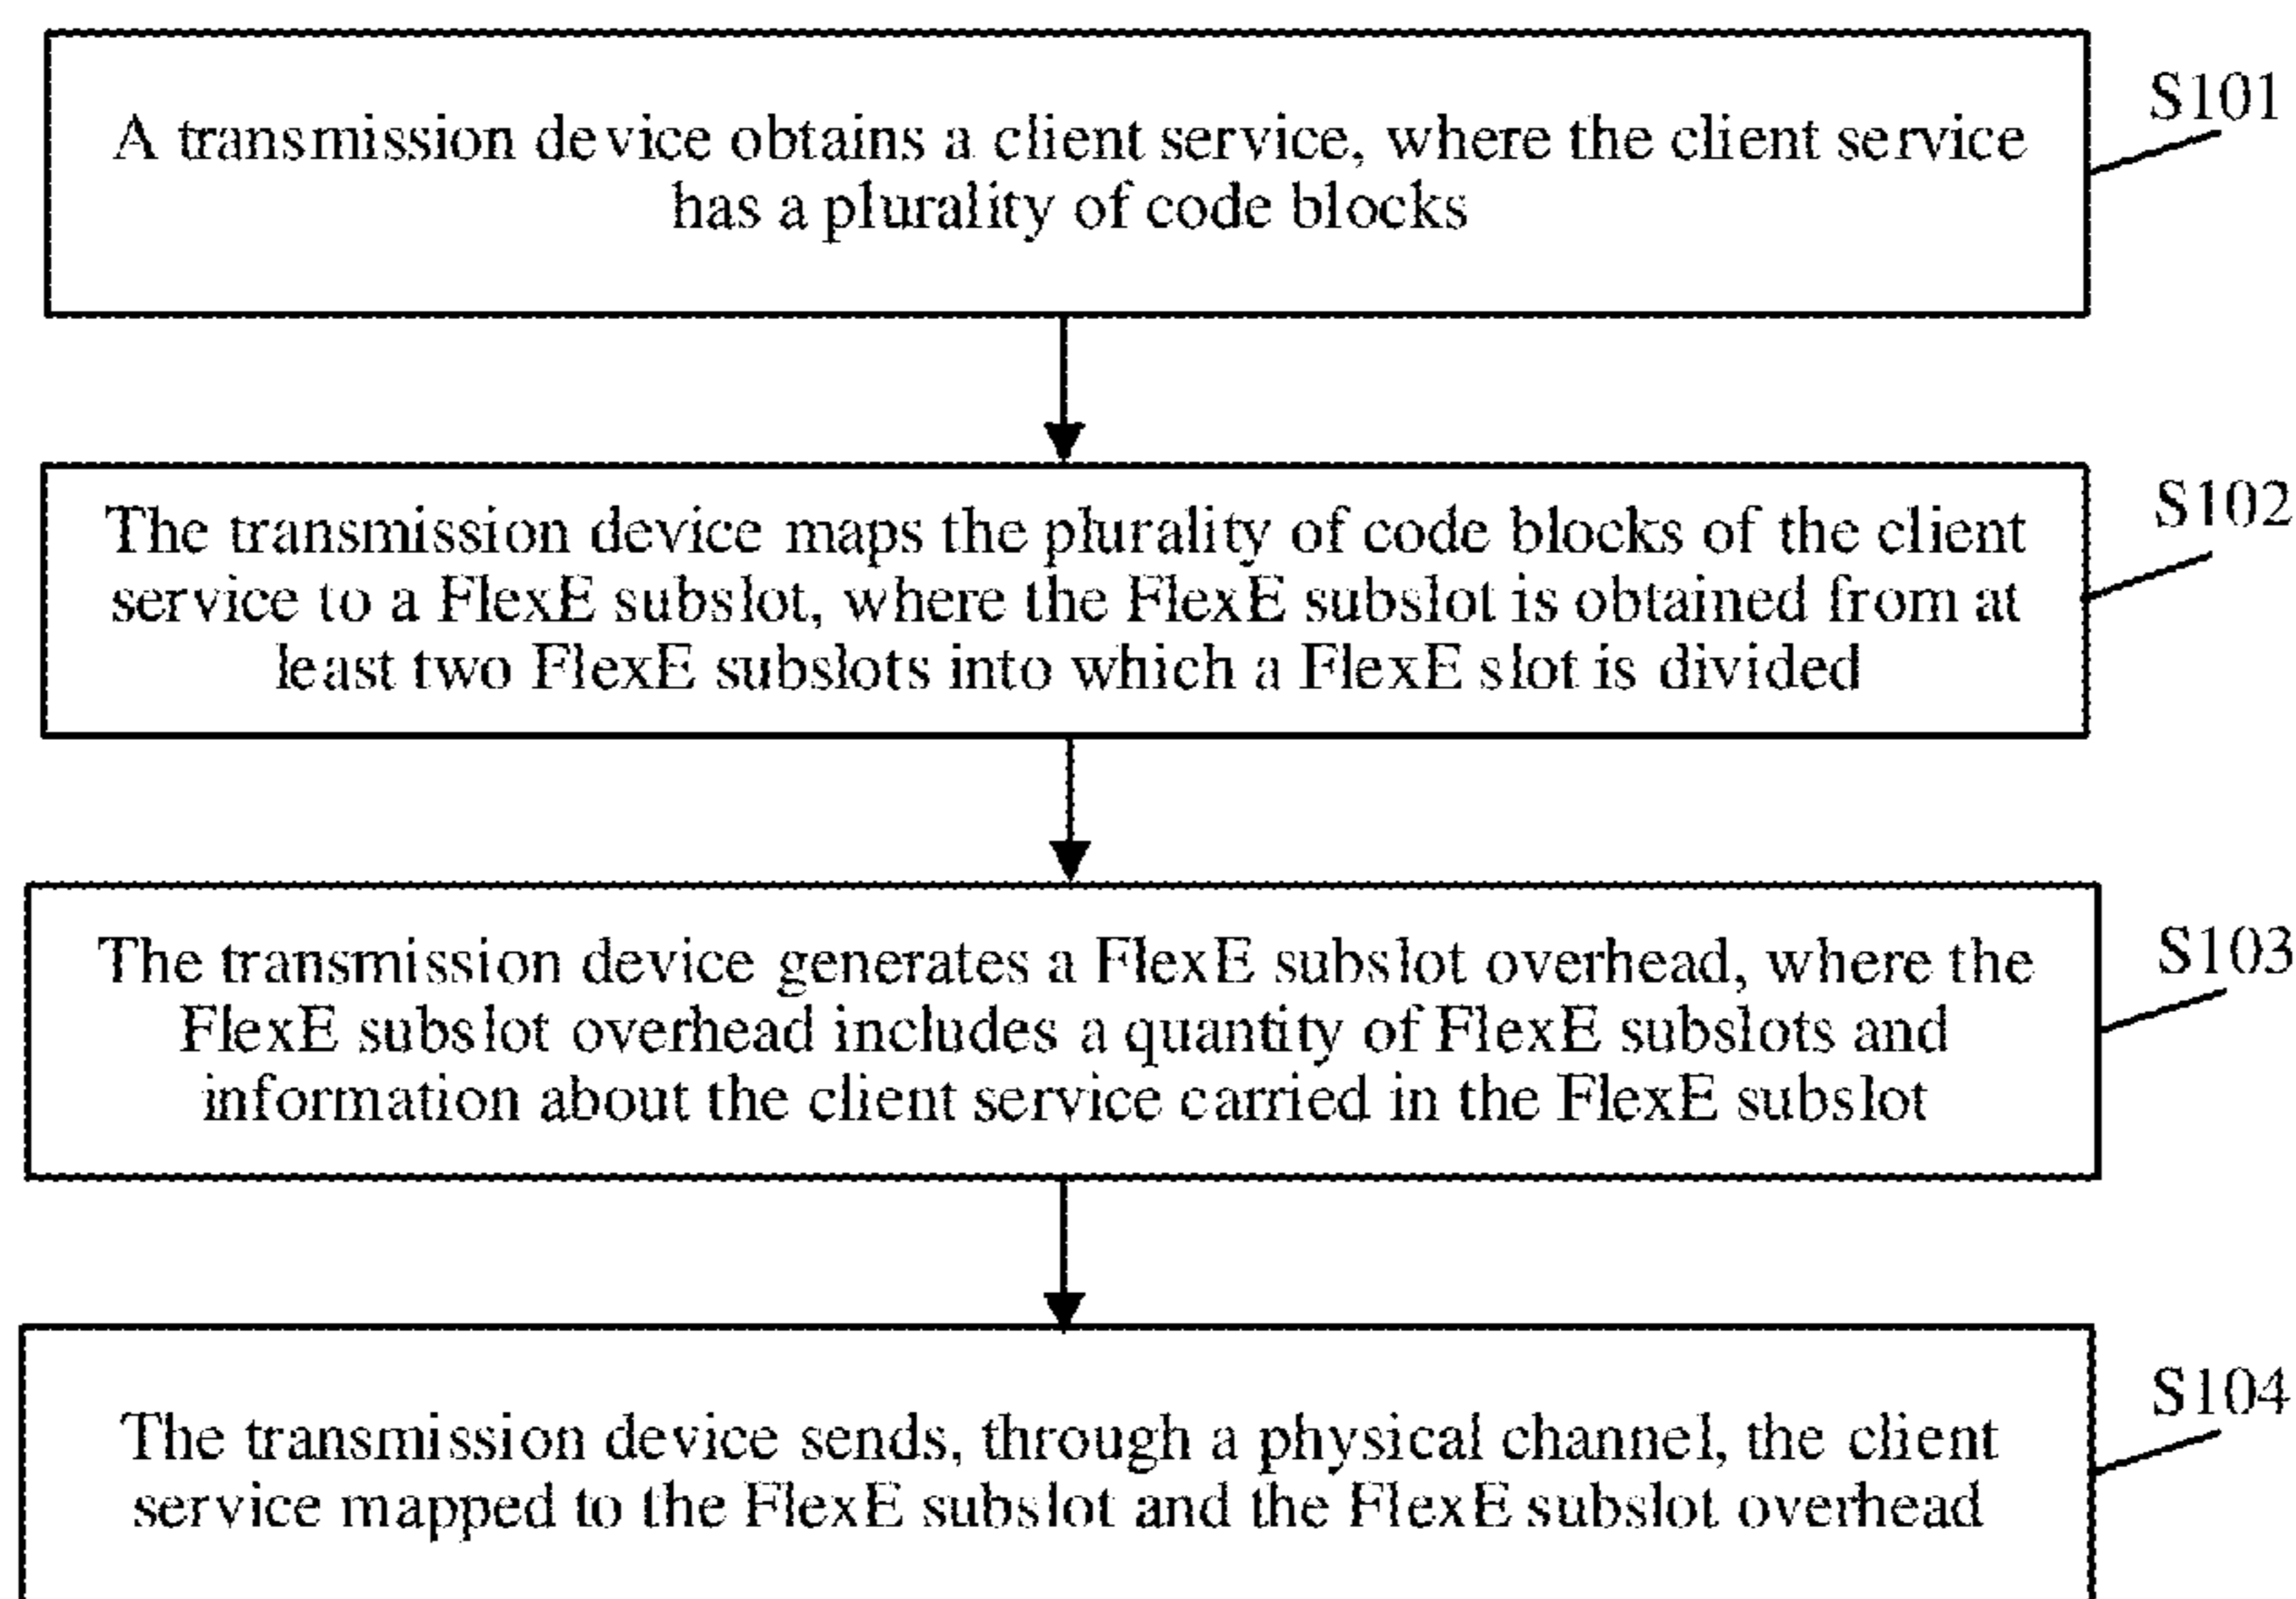 A transmission device obtains a client service, where the client service
has a plurality of code blocks
S101
The transmission device maps the plurality of code blocks of the client
service to a FlexE subslot, where the FlexE subslot is obtained from at
least two FlexE subslots into which a FlexE slot is divided
S102
The transmission device generates a FlexE subslot overhead, where the
FlexE subslot overhead includes a quantity of FlexE subslots and
information about the client service carried in the FlexE subslot
S103
The transmission device sends, through a physical channel, the client
service mapped to the FlexE subslot and the FlexE subslot overhead
S104